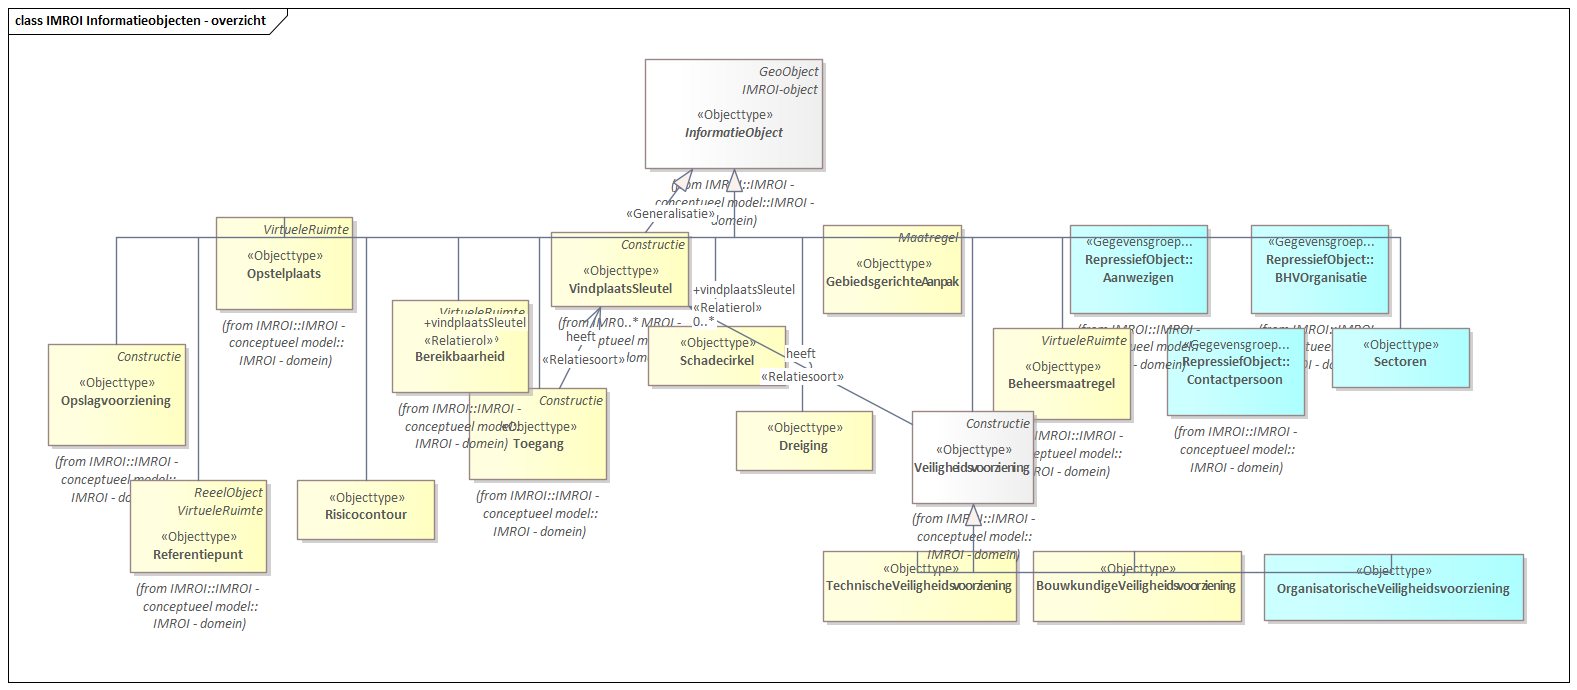 class IMROI Informatieobjecten - overzicht
GeoObject
IMROI-object
«Objecttype»
InformatieObject
(from IMROI::IMROI -
conceptueel model::IMROI -
domein)
«Generalisatie»
VirtueleRuimte
«Objecttype»
Opstelplaats
(from IMROI::IMROI -
conceptueel model::
IMROI - domein)
Constructie
«Objecttype»
VindplaatsSleutel
(from IMROI MROI -
Maatregel
«Objecttype»
GebiedsgerichteAanpak
«Gegevensgroep...
RepressiefObject::
Aanwezigen
(from IMROI::IMROI -
«Gegevensgroep...
RepressiefObject::
BHVOrganisatie
(from IMROI::IMROI -
+vindplaatsSleutel
«Relatierol»
0..*
VirtueleRuimte
+vindplaatsSleutel
«Relatierol»
0..*
«Objecttype»
Bereikbaarheid
(from IMROI::IMROI -
conceptueel model::
IMROI - domein)
heeft
«Relatiesoort»
«Objecttype»
Schadecirkel
heeft
«Relatiesoort»
VirtueleRuimte
«Objecttype»
Beheersmaatregel
IMROI::IMROI -
conceptueel model::
IMROI - domein)
«Gegevensgroep...
RepressiefObject::
Contactpersoon
(from IMROI::IMROI -
conceptueel model::
IMROI - domein)
«Objecttype»
Sectoren
Constructie
«Objecttype»
Opslagvoorziening
(from IMROI::IMROI -
conceptueel model::
IMROI - do
Constructie
«Objecttype»
Toegang
(from IMROI::IMROI -
conceptueel model::
IMROI - domein)
«Objecttype»
Dreiging
Constructie
«Objecttype»
Veiligheidsvoorziening
(from IMROI::IMROI -
conceptueel model::
IMROI - domein)
ReeelObject
VirtueleRuimte
«Objecttype»
Referentiepunt
(from IMROI::IMROI -
conceptueel model::
IMROI - domein)
«Objecttype»
Risicocontour
«Objecttype»
TechnischeVeiligheidsvoorziening
«Objecttype»
BouwkundigeVeiligheidsvoorziening
«Objecttype»
OrganisatorischeVeiligheidsvoorziening